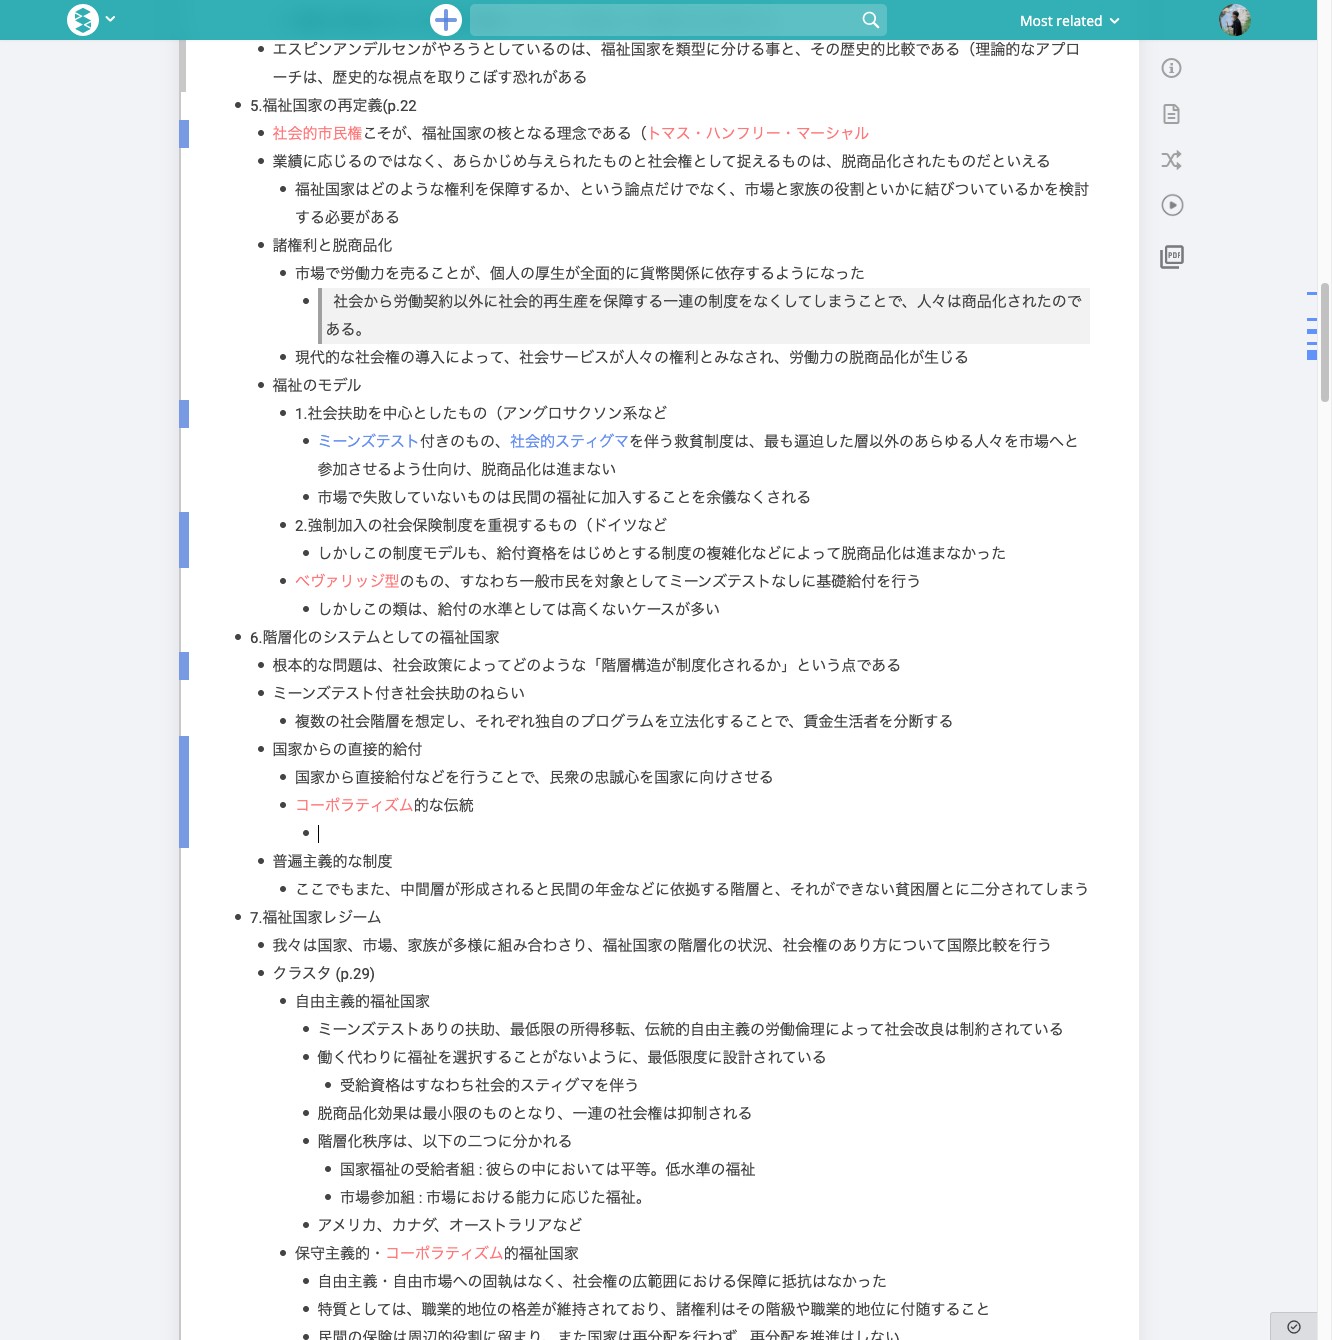 Most related
エスピンアンデルセンがやろうとしているのは、福祉国家を類型に分ける事と、その歴史的比較である（理論的なアプロ
ーチは、歴史的な視点を取りこぼす恐れがある
5.福祉国家の再定義(p.22
社会的市民権こそが、福祉国家の核となる理念である（トマス・ハンフリー・マーシャル
業績に応じるのではなく、あらかじめ与えられたものと社会権として捉えるものは、脱商品化されたものだといえる
福祉国家はどのような権利を保障するか、という論点だけでなく、市場と家族の役割といかに結びついているかを検討
する必要がある
諸権利と脱商品化
市場で労働力を売ることが、個人の厚生が全面的に貨幣関係に依存するようになった
社会から労働契約以外に社会的再生産を保障する一連の制度をなくしてしまうことで、人々は商品化されたので
ある。
現代的な社会権の導入によって、社会サービスが人々の権利とみなされ、労働力の脱商品化が生じる
福祉のモデル
1.社会扶助を中心としたもの（アングロサクソン系など
ミーンズテスト付きのもの、社会的スティグマを伴う救貧制度は、最も逼迫した層以外のあらゆる人々を市場へと
参加させるよう仕向け、脱商品化は進まない
市場で失敗していないものは民間の福祉に加入することを余儀なくされる
2.強制加入の社会保険制度を重視するもの（ドイツなど
しかしこの制度モデルも、給付資格をはじめとする制度の複雑化などによって脱商品化は進まなかった
ベヴァリッジ型のもの、すなわち一般市民を対象としてミーンズテストなしに基礎給付を行う
しかしこの類は、給付の水準としては高くないケースが多い
6.階層化のシステムとしての福祉国家
根本的な問題は、社会政策によってどのような「階層構造が制度化されるか」という点である
ミーンズテスト付き社会扶助のねらい
複数の社会階層を想定し、それぞれ独自のプログラムを立法化することで、賃金生活者を分断する
国家からの直接的給付
国家から直接給付などを行うことで、民衆の忠誠心を国家に向けさせる
コーポラティズム的な伝統
普遍主義的な制度
ここでもまた、中間層が形成されると民間の年金などに依拠する階層と、それができない貧困層とに二分されてしまう
7.福祉国家レジーム
我々は国家、市場、家族が多様に組み合わさり、福祉国家の階層化の状況、社会権のあり方について国際比較を行う
クラスタ (p.29)
自由主義的福祉国家
ミーンズテストありの扶助、最低限の所得移転、伝統的自由主義の労働倫理によって社会改良は制約されている
働く代わりに福祉を選択することがないように、最低限度に設計されている
受給資格はすなわち社会的スティグマを伴う
脱商品化効果は最小限のものとなり、一連の社会権は抑制される
階層化秩序は、以下の二つに分かれる
国家福祉の受給者組 : 彼らの中においては平等。低水準の福祉
市場参加組 : 市場における能力に応じた福祉。
アメリカ、カナダ、オーストラリアなど
保守主義的・コーポラティズム的福祉国家
自由主義・自由市場への固執はなく、社会権の広範囲における保障に抵抗はなかった
特質としては、職業的地位の格差が維持されており、諸権利はその階級や職業的地位に付随すること
民間の保険は周辺的役割に留まり、また国家は再分配を行わず、再分配を推進はしない
PDF